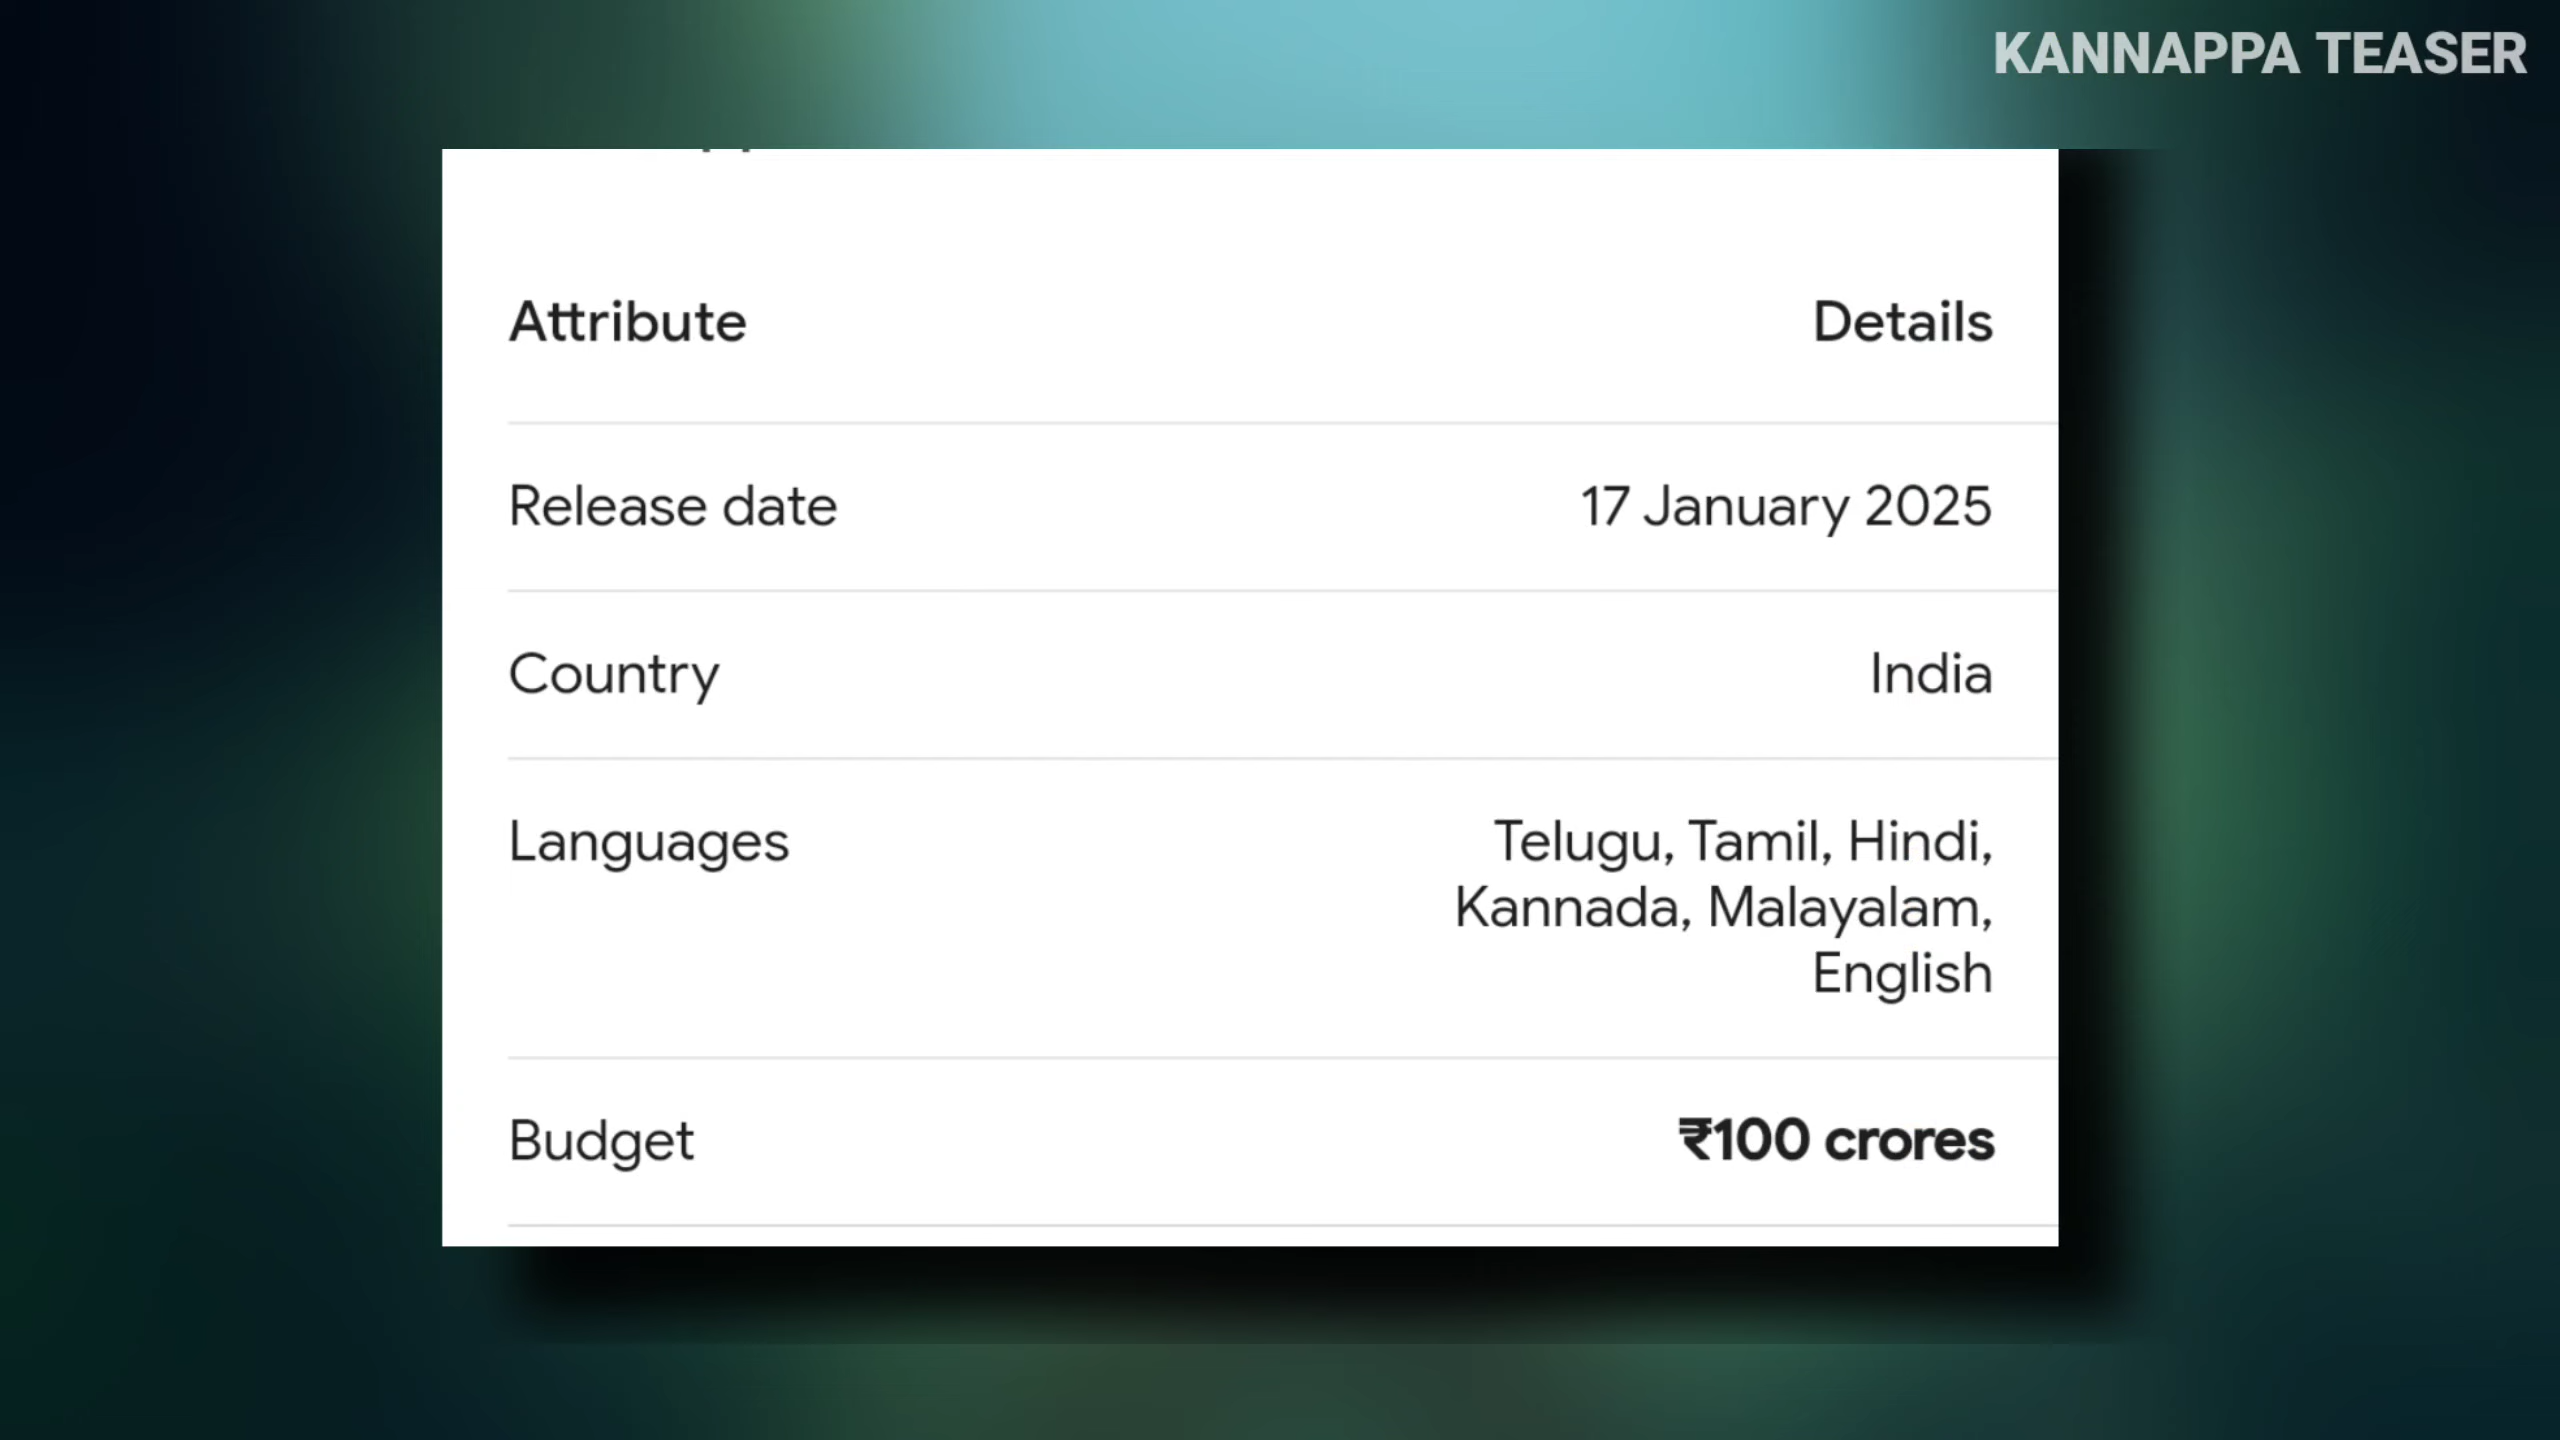 KANNAPPA TEASER
Attribute Details
Release date 17 January 2025
Country India
Languages Telugu, Tamil, Hindi,
Kannada, Malayalam,
English
Budget ₹100 crores